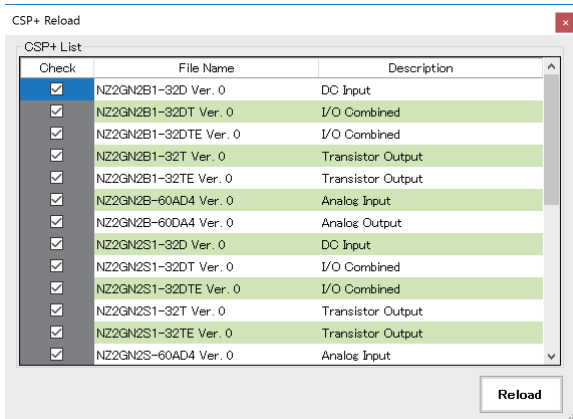 CSP+ Reload
CSP+ List
Check File Name Description
NZ2GN2B1-32D Ver. 0 DC Input
NZ2GN2B1-32DT Ver. 0 I/O Combined
NZ2GN2B1-32DTE Ver. 0 I/O Combined
NZ2GN2B1-32T Ver. 0 Transistor Output
NZ2GN2B1-32TE Ver. 0 Transistor Output
NZ2GN2B-60AD4 Ver. 0 Analog Input
NZ2GN2B-60DA4 Ver. 0 Analog Output
NZ2GN2S1-32D Ver. 0 DC Input
NZ2GN2S1-32DT Ver. 0 I/O Combined
NZ2GN2S1-32DTE Ver. 0 I/O Combined
NZ2GN2S1-32T Ver. 0 Transistor Output
NZ2GN2S1-32TE Ver. 0 Transistor Output
NZ2GN2S-60AD4 Ver. 0 Analog Input
Reload